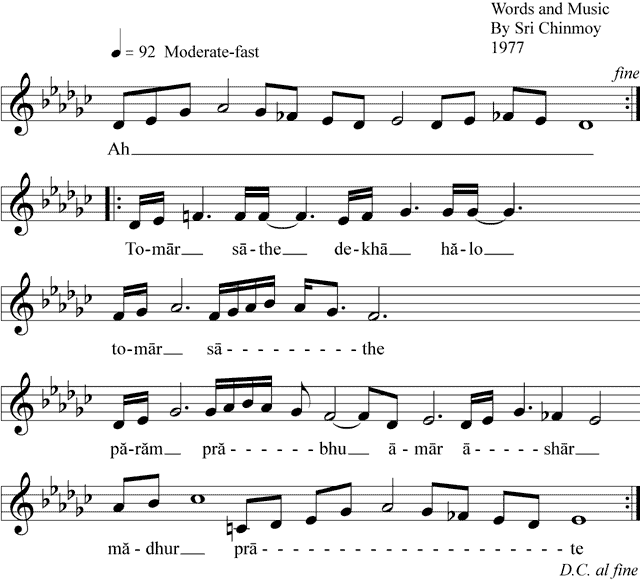 Words and Music
By Sri Chinmoy
1977
♩ = 92 Moderate-fast
fine
Ah
To-mār sā-the de-khā hă-lo
to-mār sā - - - - - - - - the
pă-răm pră - - - - - bhu ā-mār ā - - - - - shār
mă-dhur prā - - - - - - - - - - - - - - - - - - - - - - te
D.C. al fine